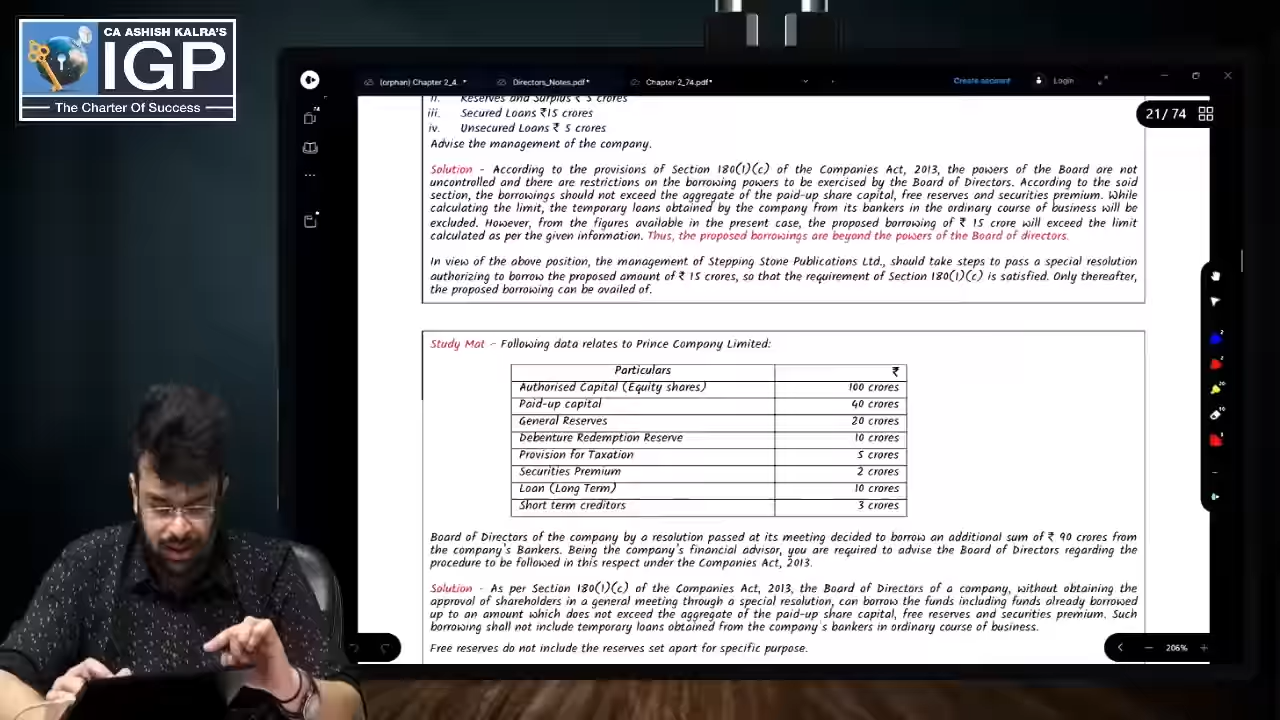 CA ASHISH KALRA'S
IGP
The Charter Of Success
(orphan) Chapter 2_4. *
Directors_Notes.pdf*
Chapter 2_74.pdf*
Create account
Login
21 / 74
ii. Reserves and Surplus ₹ 5 crores
iii. Secured Loans ₹15 crores
iv. Unsecured Loans ₹ 5 crores
Advise the management of the company.
Solution - According to the provisions of Section 180(1)(c) of the Companies Act, 2013, the powers of the Board are not
uncontrolled and there are restrictions on the borrowing powers to be exercised by the Board of Directors. According to the said
section, the borrowings should not exceed the aggregate of the paid-up share capital, free reserves and securities premium. While
calculating the limit, the temporary loans obtained by the company from its bankers in the ordinary course of business will be
excluded. However, from the figures available in the present case, the proposed borrowing of ₹ 15 crore will exceed the limit
calculated as per the given information. Thus, the proposed borrowings are beyond the powers of the Board of directors.
In view of the above position, the management of Stepping Stone Publications Ltd., should take steps to pass a special resolution
authorizing to borrow the proposed amount of ₹ 15 crores, so that the requirement of Section 180(1)(c) is satisfied. Only thereafter,
the proposed borrowing can be availed of.
Study Mat - Following data relates to Prince Company Limited:
Particulars ₹
Authorised Capital (Equity shares) 100 crores
Paid-up capital 40 crores
General Reserves 20 crores
Debenture Redemption Reserve 10 crores
Provision for Taxation 5 crores
Securities Premium 2 crores
Loan (Long Term) 10 crores
Short term creditors 3 crores
Board of Directors of the company by a resolution passed at its meeting decided to borrow an additional sum of ₹ 90 crores from
the company's Bankers. Being the company's financial advisor, you are required to advise the Board of Directors regarding the
procedure to be followed in this respect under the Companies Act, 2013.
Solution - As per Section 180(1)(c) of the Companies Act, 2013, the Board of Directors of a company, without obtaining the
approval of shareholders in a general meeting through a special resolution, can borrow the funds including funds already borrowed
up to an amount which does not exceed the aggregate of the paid-up share capital, free reserves and securities premium. Such
borrowing shall not include temporary loans obtained from the company's bankers in ordinary course of business.
Free reserves do not include the reserves set apart for specific purpose.
206%